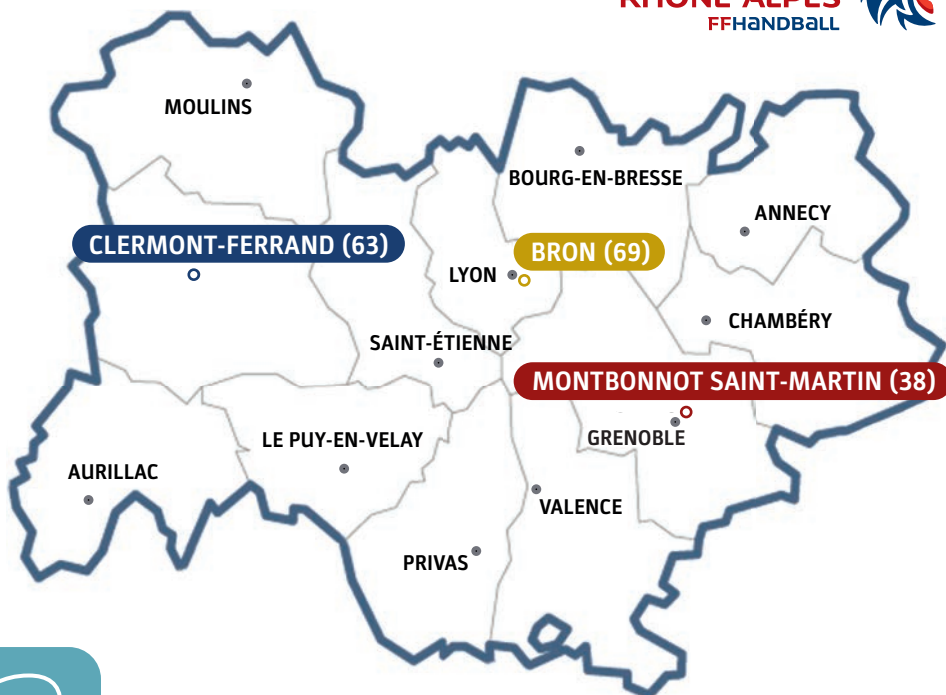 RHÔNE-ALPES
FFHANDBALL
MOULINS
BOURG-EN-BRESSE
ANNECY
CLERMONT-FERRAND (63)
BRON (69)
LYON
CHAMBÉRY
SAINT-ÉTIENNE
MONTBONNOT SAINT-MARTIN (38)
LE PUY-EN-VELAY
GRENOBLE
AURILLAC
VALENCE
PRIVAS